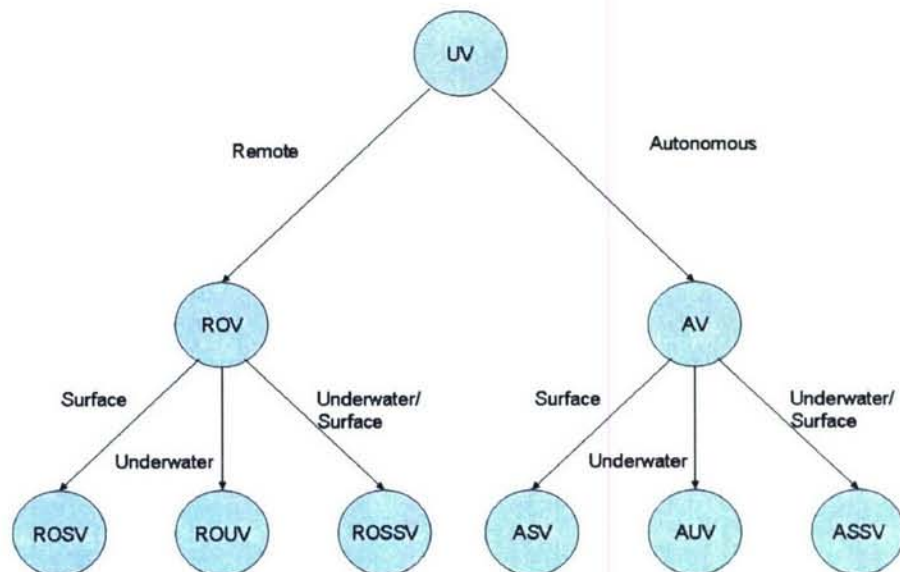 UV
Remote
Autonomous
ROV
AV
Surface
Underwater/
Surface
Underwater
Surface
Underwater/
Surface
Underwater
ROSV
ROUV
ROSSV
ASV
AUV
ASSV